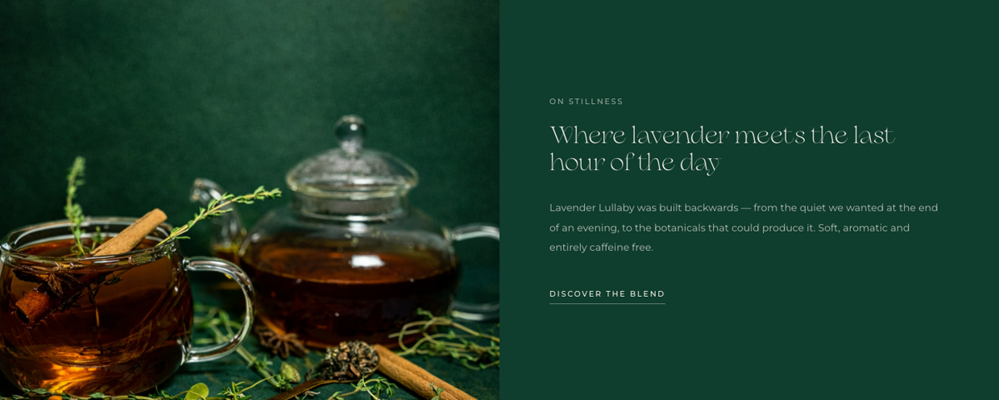 ON STILLNESS
Where lavender meets the last
hour of the day
Lavender Lullaby was built backwards — from the quiet we wanted at the end
of an evening, to the botanicals that could produce it. Soft, aromatic and
entirely caffeine free.
DISCOVER THE BLEND